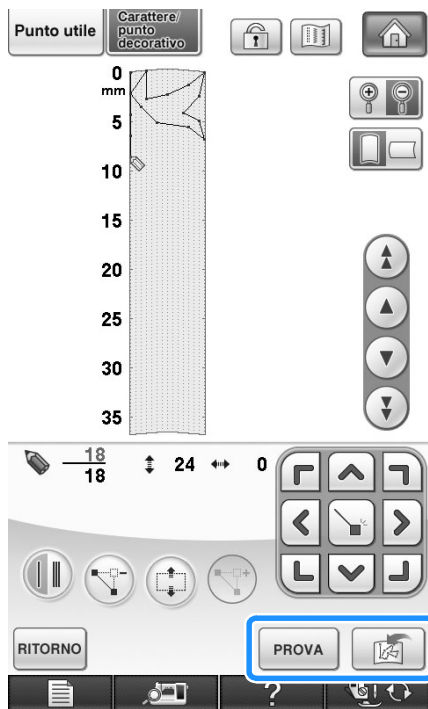 Punto utile
Carattere/
punto
decorativo
0
mm
5
10
15
20
25
30
35
18
18
24
0
RITORNO
PROVA
?